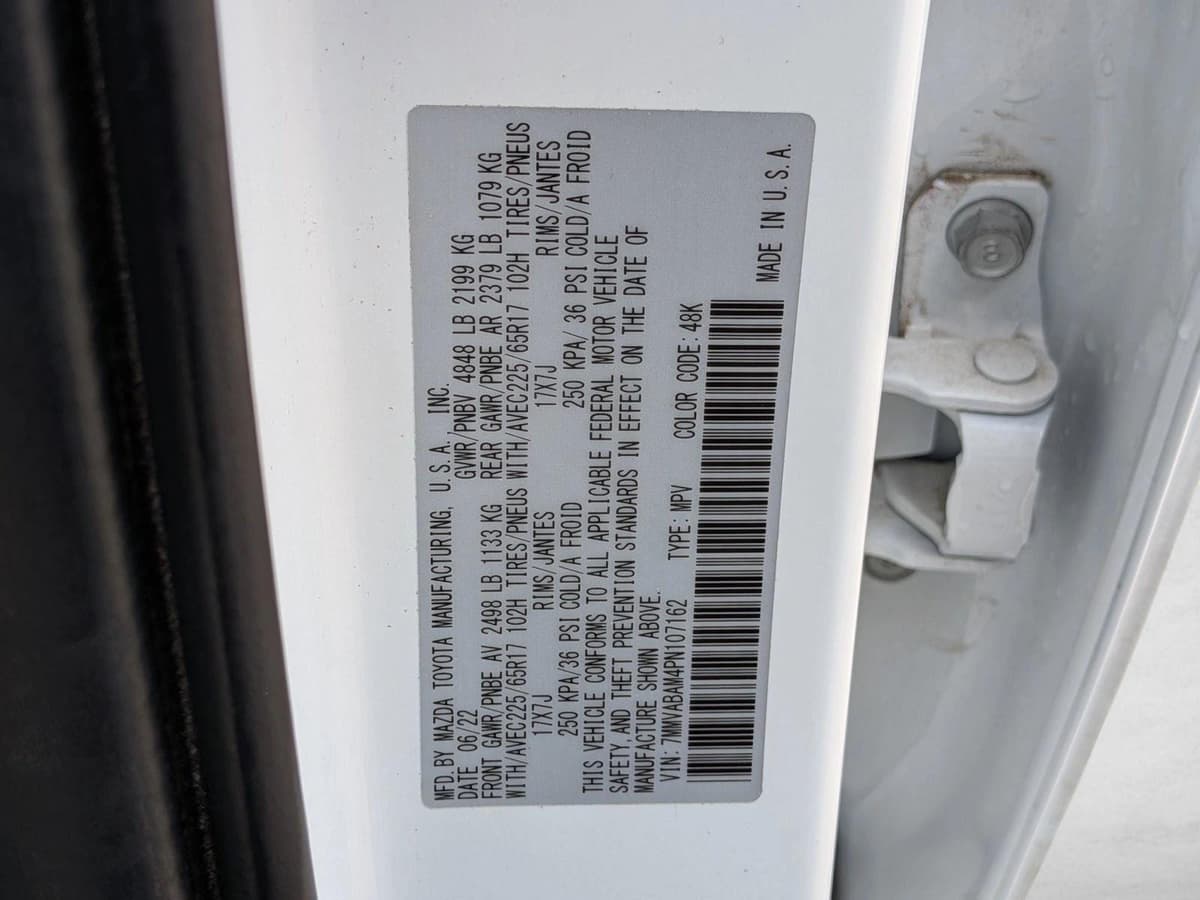 MFD. BY MAZDA TOYOTA MANUFACTURING, U.S.A. INC.
DATE 06/22 GVWR/PNBV 4848 LB 2199 KG
FRONT GAWR/PNBE AV 2498 LB 1133 KG REAR GAWR/PNBE AR 2379 LB 1079 KG
WITH/AVEC225/65R17 102H TIRES/PNEUS WITH/AVEC225/65R17 102H TIRES/PNEUS
17X7J RIMS/JANTES 17X7J RIMS/JANTES
250 KPA/36 PSI COLD/A FROID 250 KPA/ 36 PSI COLD/A FROID
THIS VEHICLE CONFORMS TO ALL APPLICABLE FEDERAL MOTOR VEHICLE
SAFETY AND THEFT PREVENTION STANDARDS IN EFFECT ON THE DATE OF
MANUFACTURE SHOWN ABOVE.
VIN: 7MMVABAM4PN107162 TYPE: MPV COLOR CODE: 48K
MADE IN U.S.A.
8